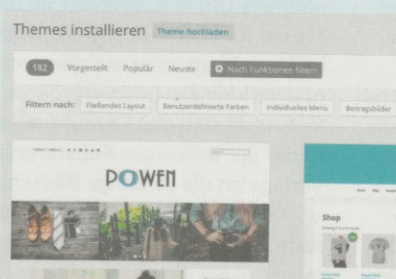 Themes installieren Theme hochladen
182 Vorgestellt Populär Neuste Nach Funktionen filtern
Filtern nach: Fließendes Layout Benutzerdefinierte Farben Individuelles Menü Beitragsbilder
POWEN
Shop